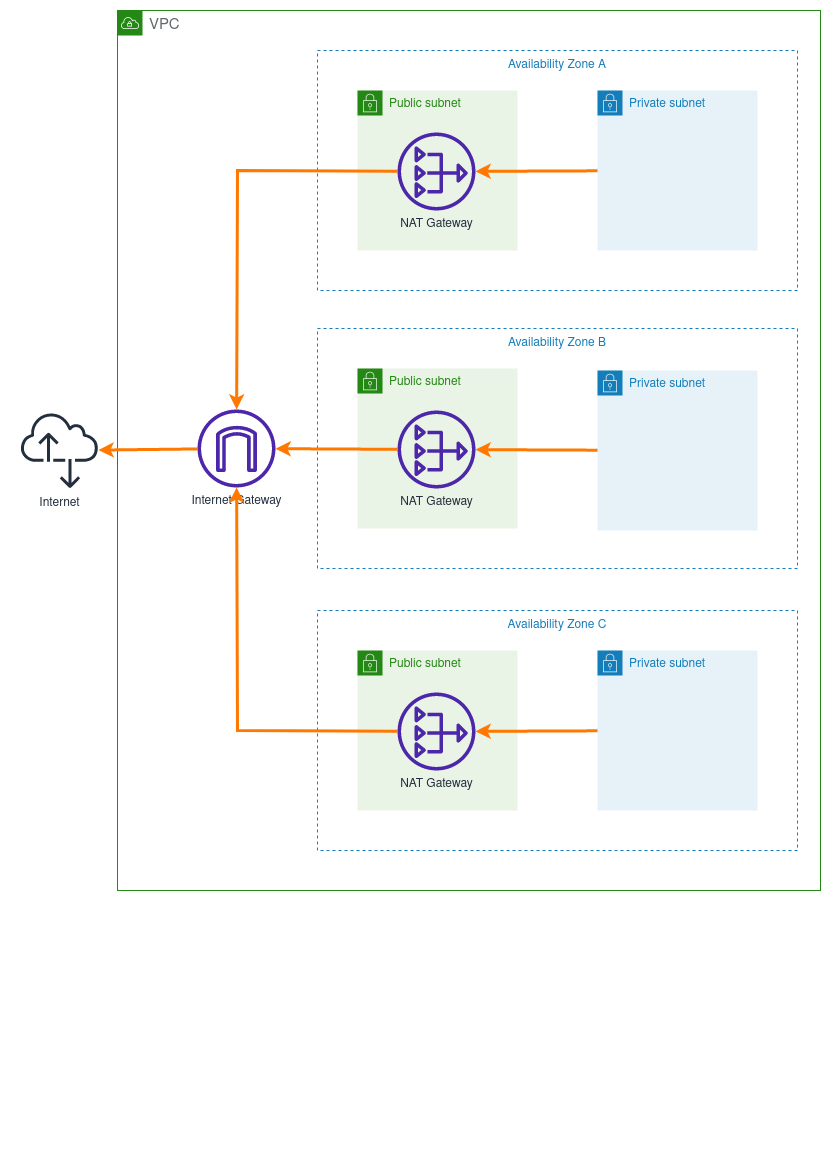 VPC
Availability Zone A
Public subnet
Private subnet
NAT Gateway
Availability Zone B
Public subnet
Private subnet
Internet
Internet Gateway
NAT Gateway
Availability Zone C
Public subnet
Private subnet
NAT Gateway